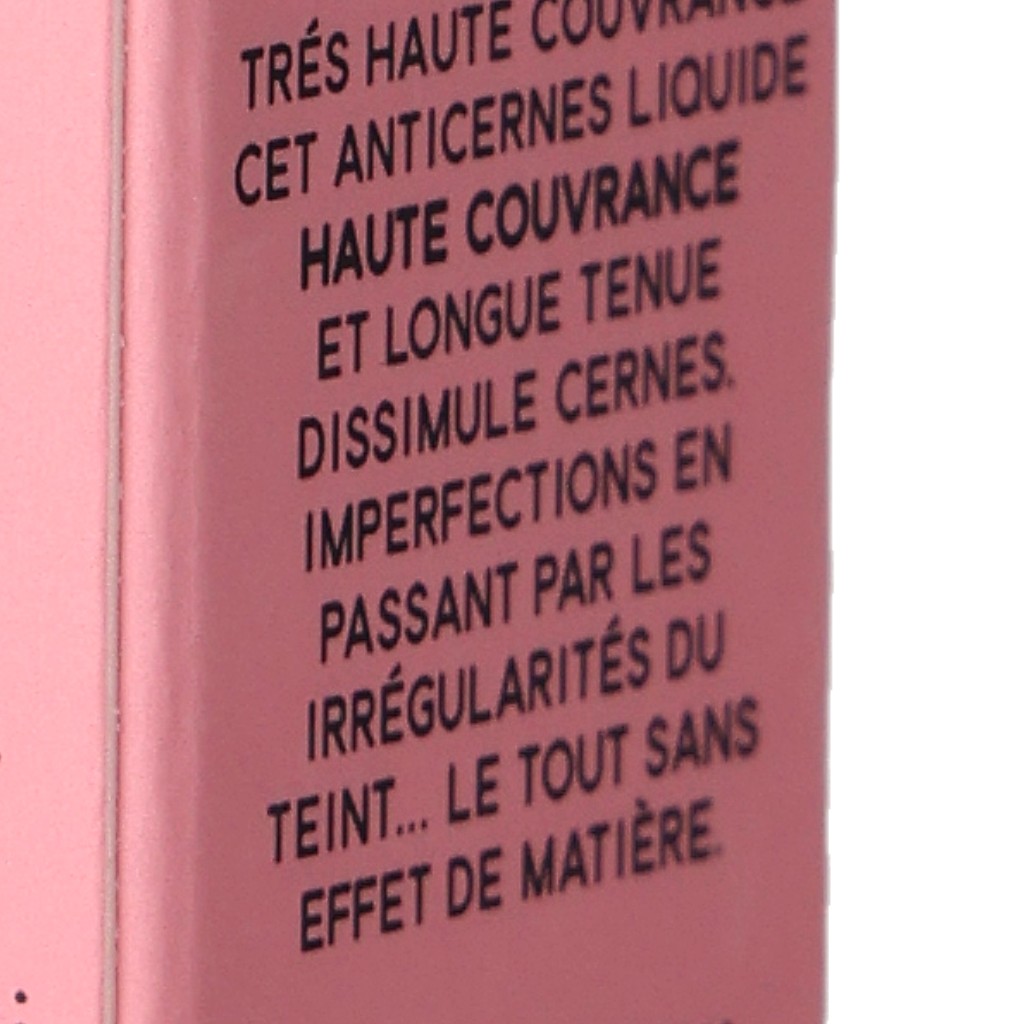 TRÉS HAUTE COUVRANCE
CET ANTICERNES LIQUIDE
HAUTE COUVRANCE
ET LONGUE TENUE
DISSIMULE CERNES.
IMPERFECTIONS EN
PASSANT PAR LES
IRRÉGULARITÉS DU
TEINT... LE TOUT SANS
EFFET DE MATIÈRE.